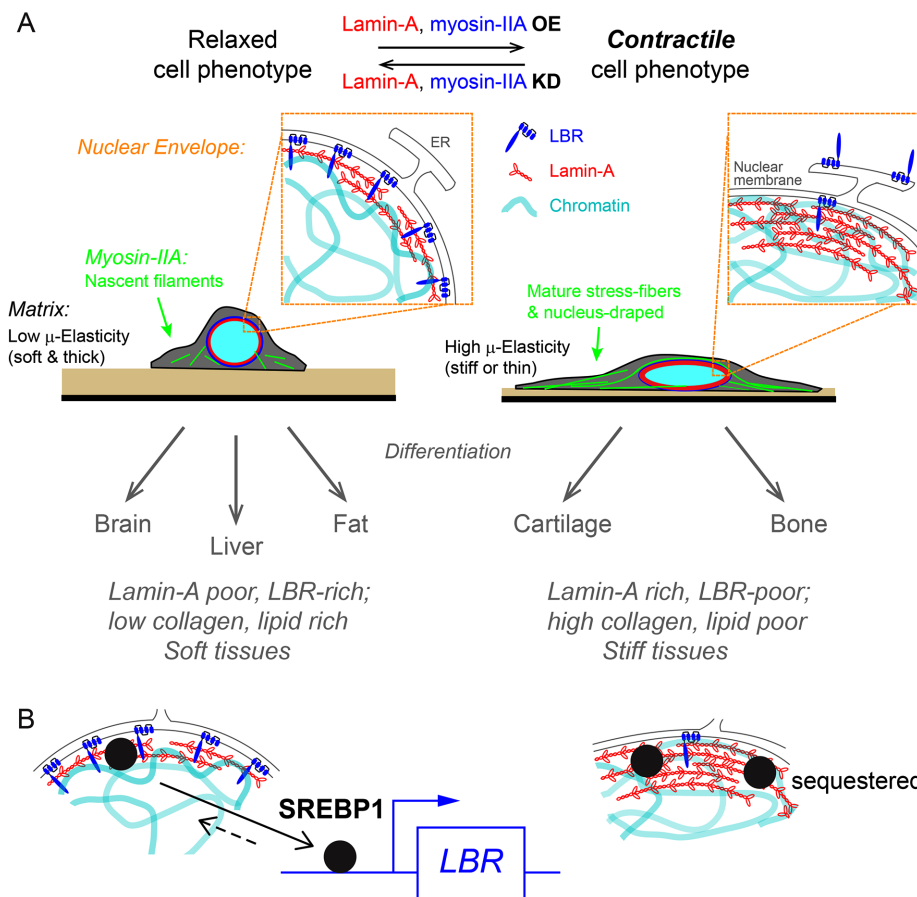 A
Relaxed
cell phenotype
Lamin-A, myosin-IIA OE
Lamin-A, myosin-IIA KD
Contractile
cell phenotype
Nuclear Envelope:
ER
LBR
Lamin-A
Chromatin
Nuclear
membrane
Myosin-IIA:
Nascent filaments
Matrix:
Low μ-Elasticity
(soft & thick)
Mature stress-fibers
& nucleus-draped
High μ-Elasticity
(stiff or thin)
Differentiation
Brain
Liver
Fat
Cartilage
Bone
Lamin-A poor, LBR-rich;
low collagen, lipid rich
Soft tissues
Lamin-A rich, LBR-poor;
high collagen, lipid poor
Stiff tissues
B
SREBP1
LBR
sequestered